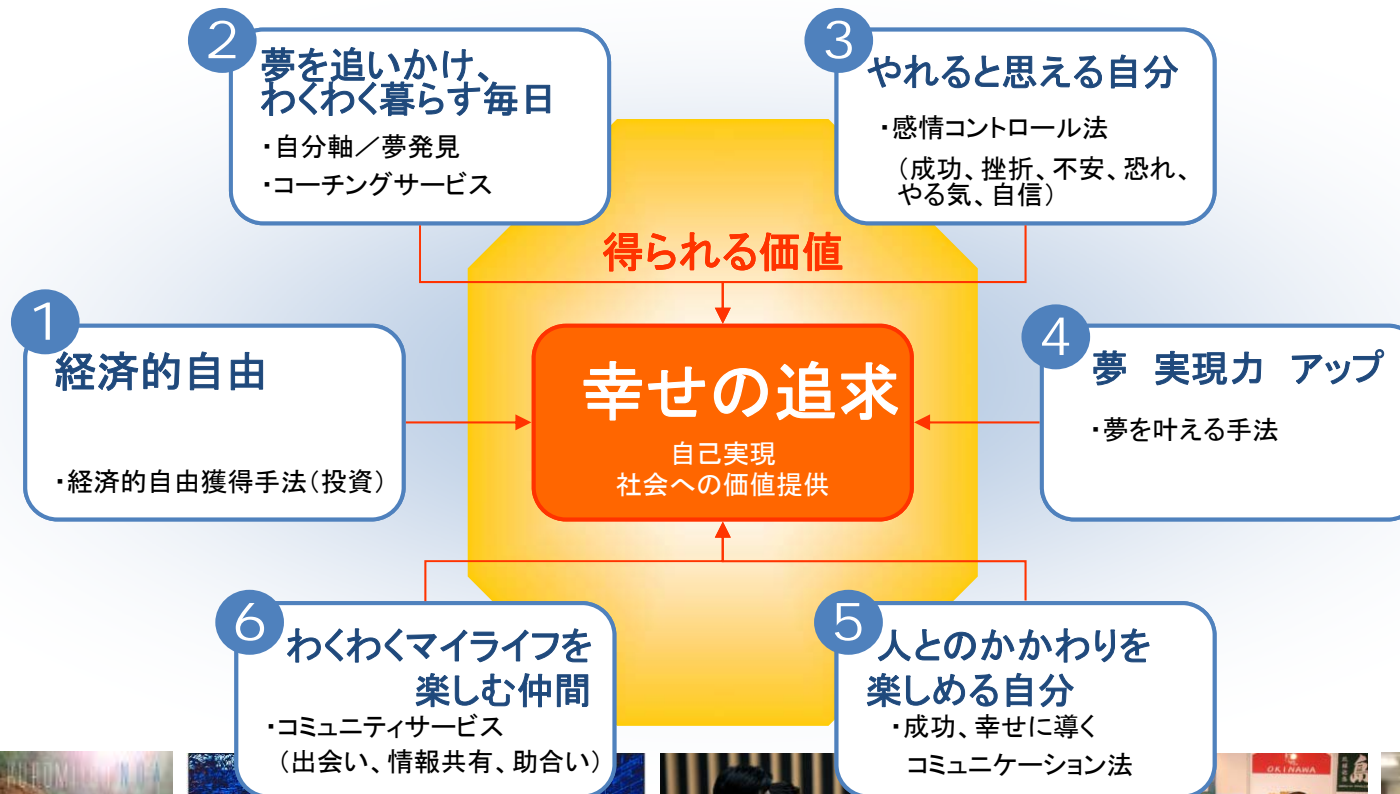 1
経済的自由
・経済的自由獲得手法（投資）
2
夢を追いかけ、
わくわく暮らす毎日
・自分軸／夢発見
・コーチングサービス
3
やれると思える自分
・感情コントロール法
（成功、挫折、不安、恐れ、
やる気、自信）
得られる価値
幸せの追求
自己実現
社会への価値提供
4
夢　実現力　アップ
・夢を叶える手法
5
人とのかかわりを
楽しめる自分
・成功、幸せに導く
コミュニケーション法
6
わくわくマイライフを
楽しむ仲間
・コミュニティサービス
（出会い、情報共有、助合い）
OKINAWA